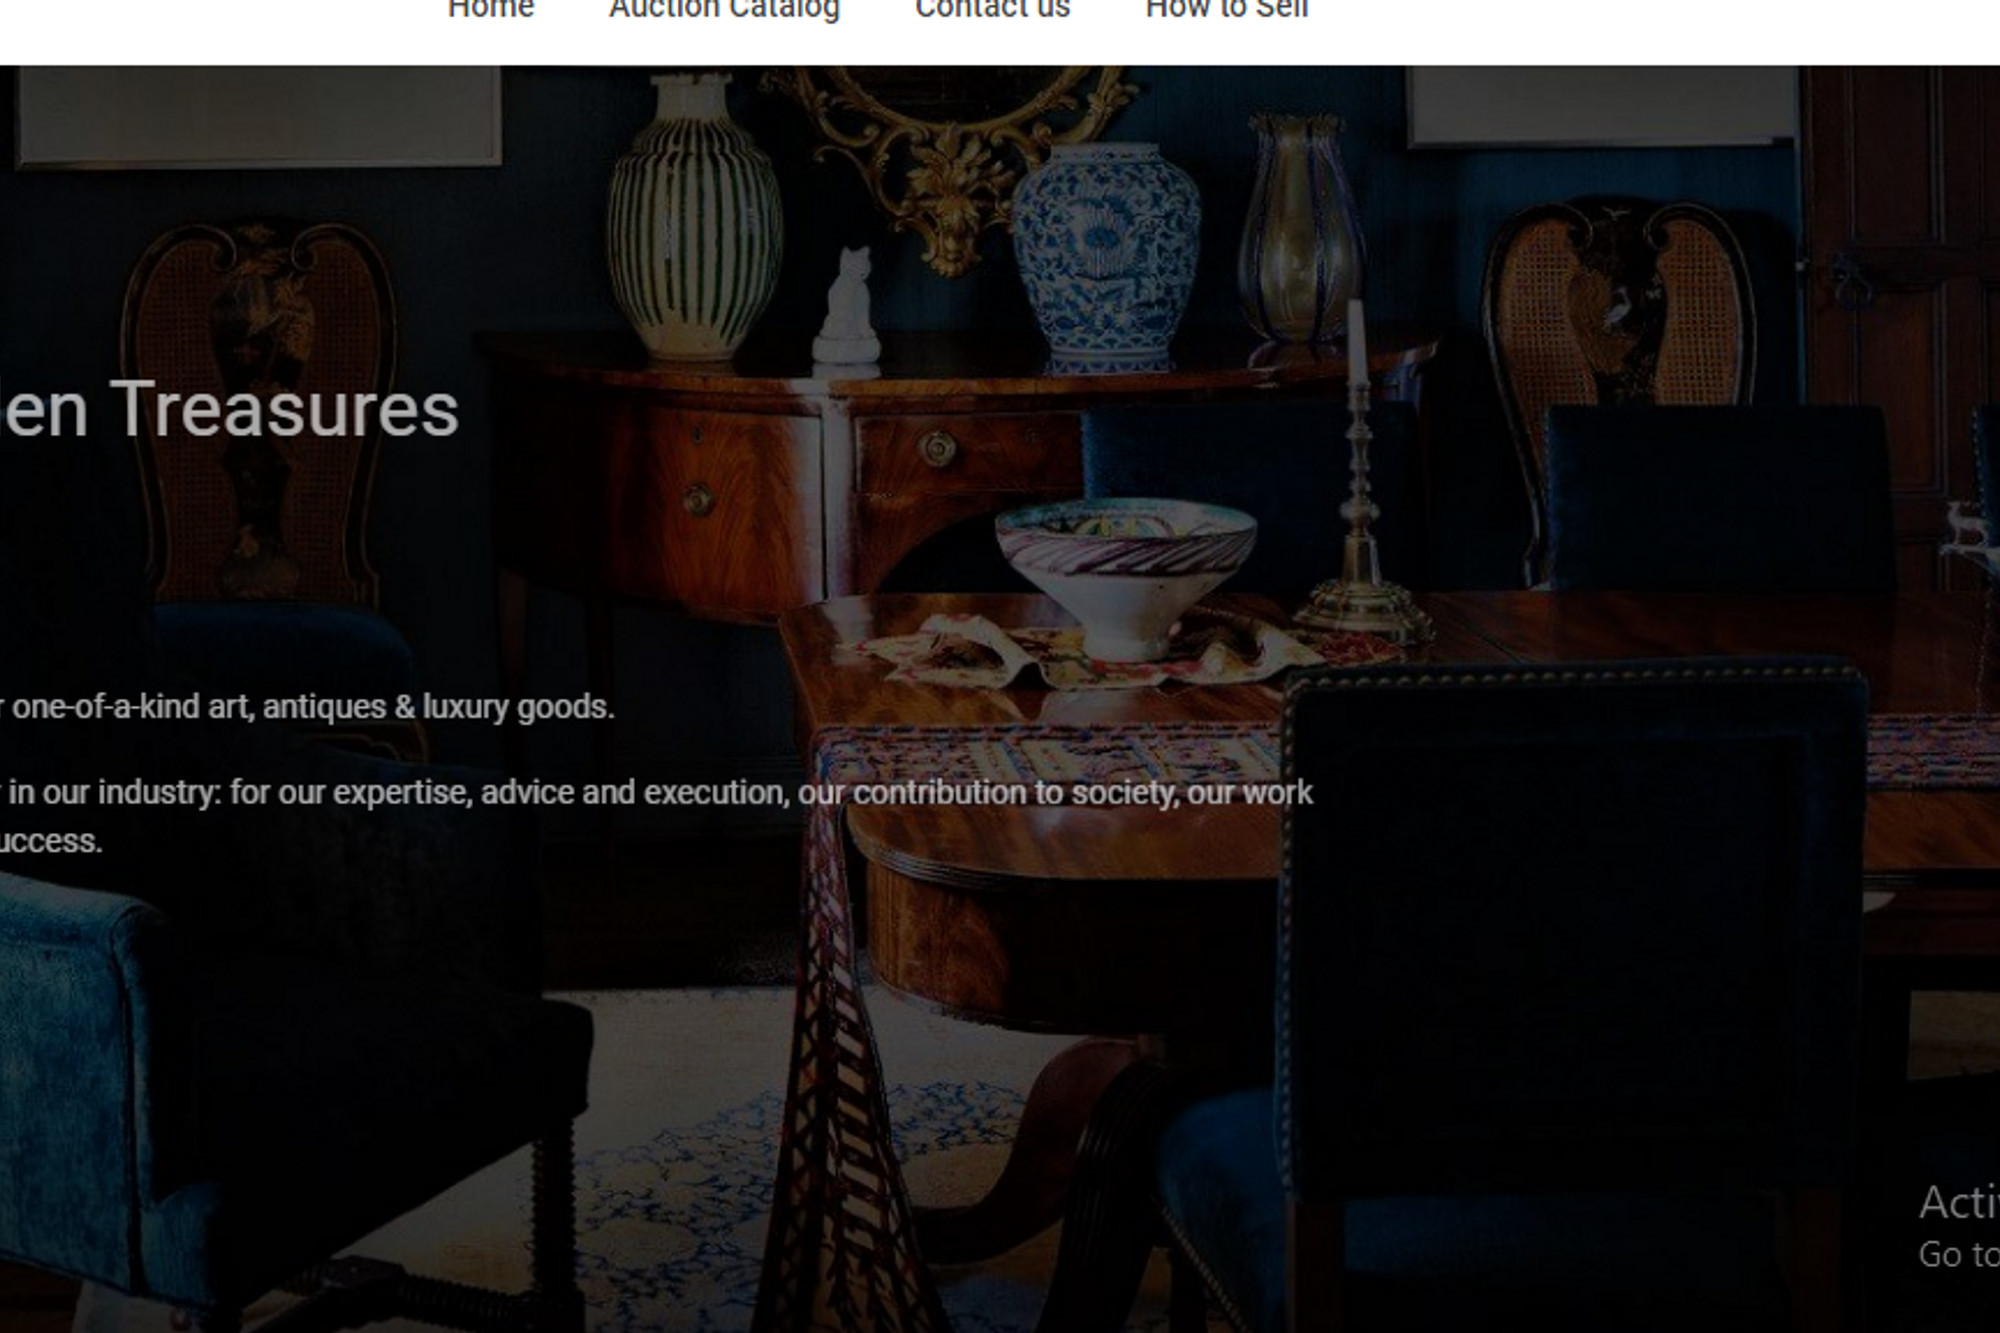 Home Auction Catalog Contact us How to Sell
en Treasures
one-of-a-kind art, antiques & luxury goods.
in our industry: for our expertise, advice and execution, our contribution to society, our work
uccess.
Acti
Go to